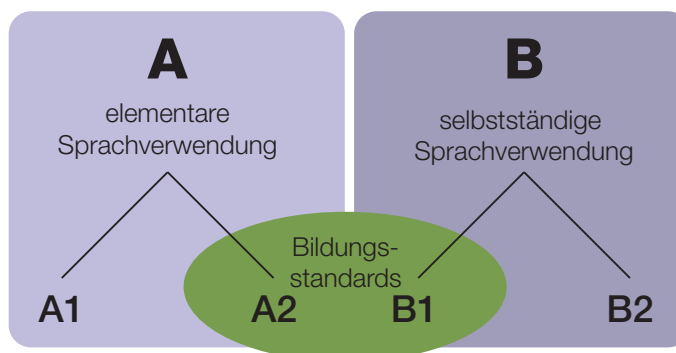 A
elementare
Sprachverwendung
B
selbstständige
Sprachverwendung
Bildungs-
standards
A1
A2
B1
B2